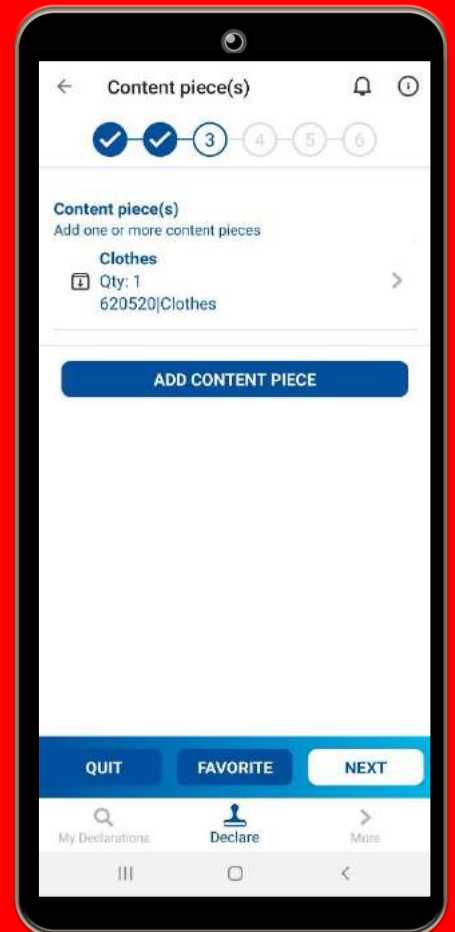 Content piece(s)
3 4 5 6
Content piece(s)
Add one or more content pieces
Clothes
Qty: 1
620520|Clothes
ADD CONTENT PIECE
QUIT FAVORITE NEXT
My Declarations Declare More